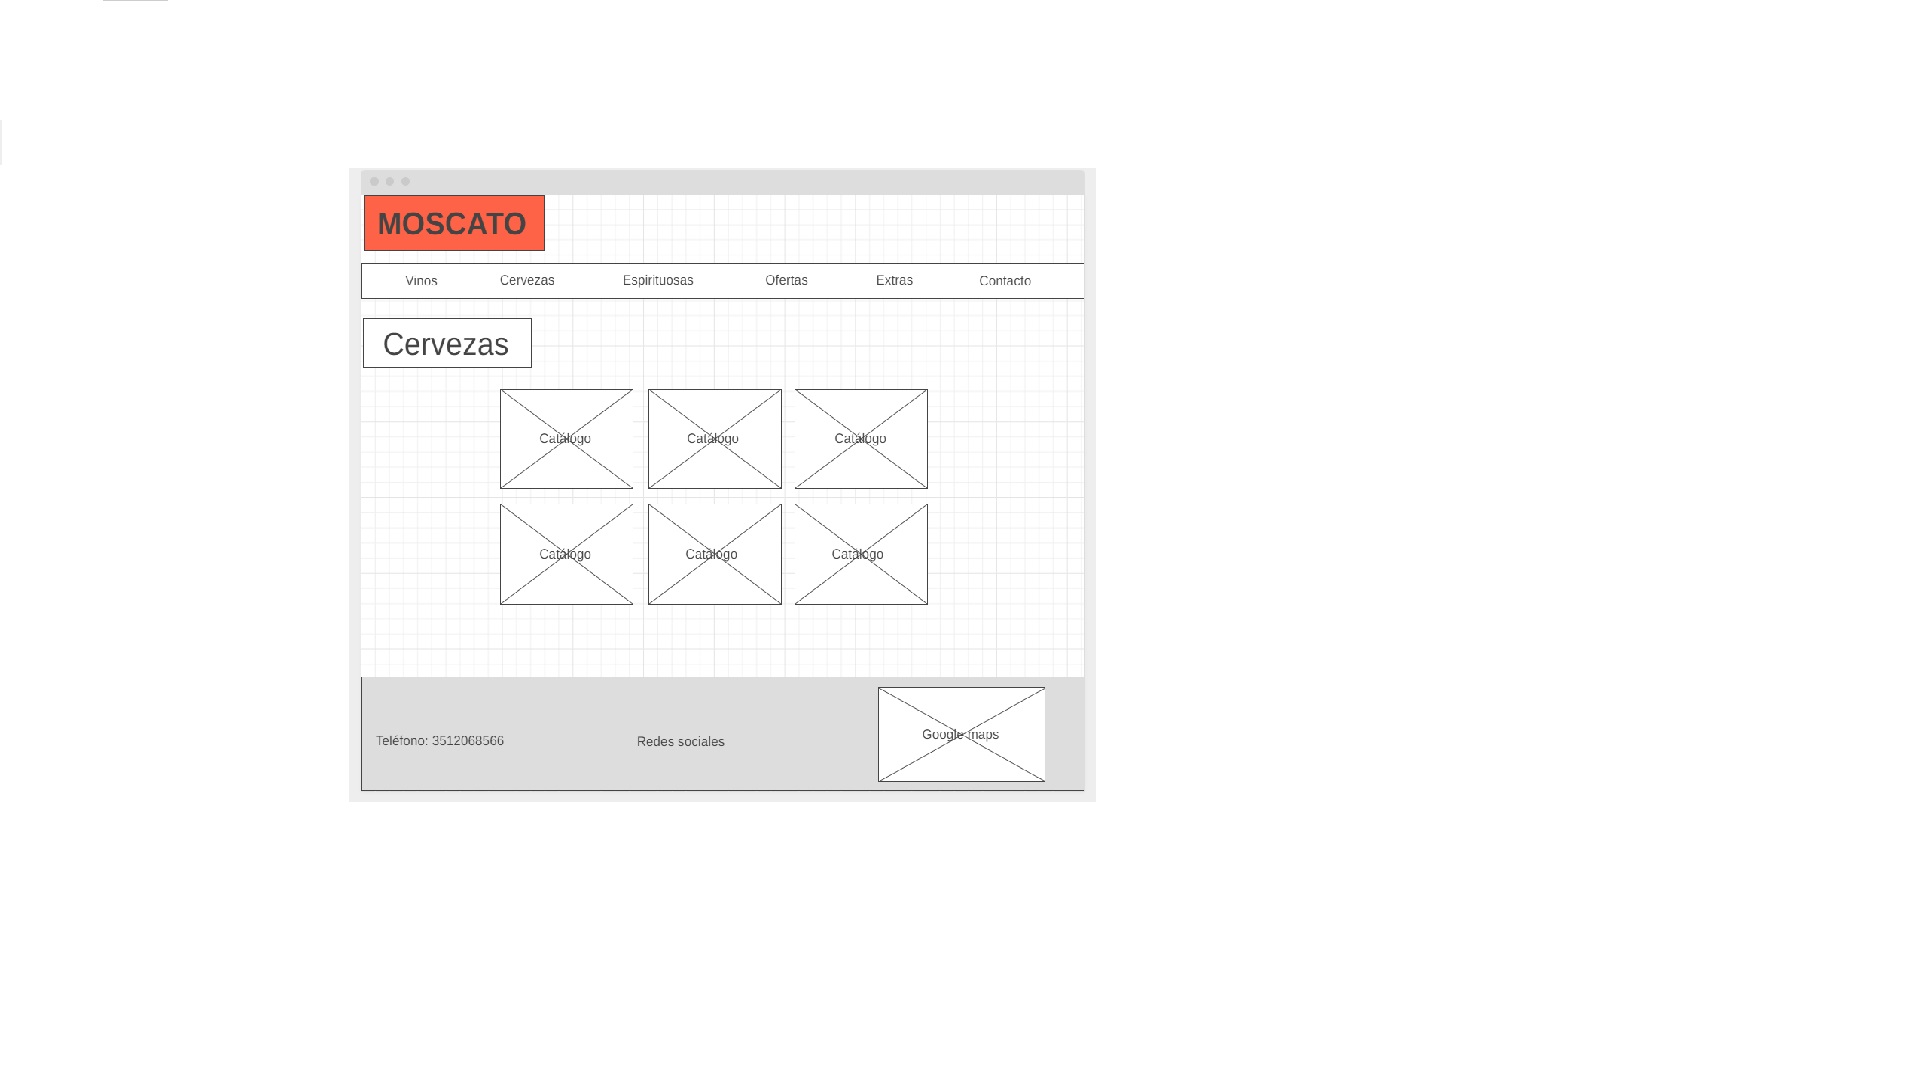 MOSCATO
Vinos
Cervezas
Espirituosas
Ofertas
Extras
Contacto
Cervezas
Catálogo
Catálogo
Catálogo
Catálogo
Catálogo
Catálogo
Teléfono: 3512068566
Redes sociales
Google maps